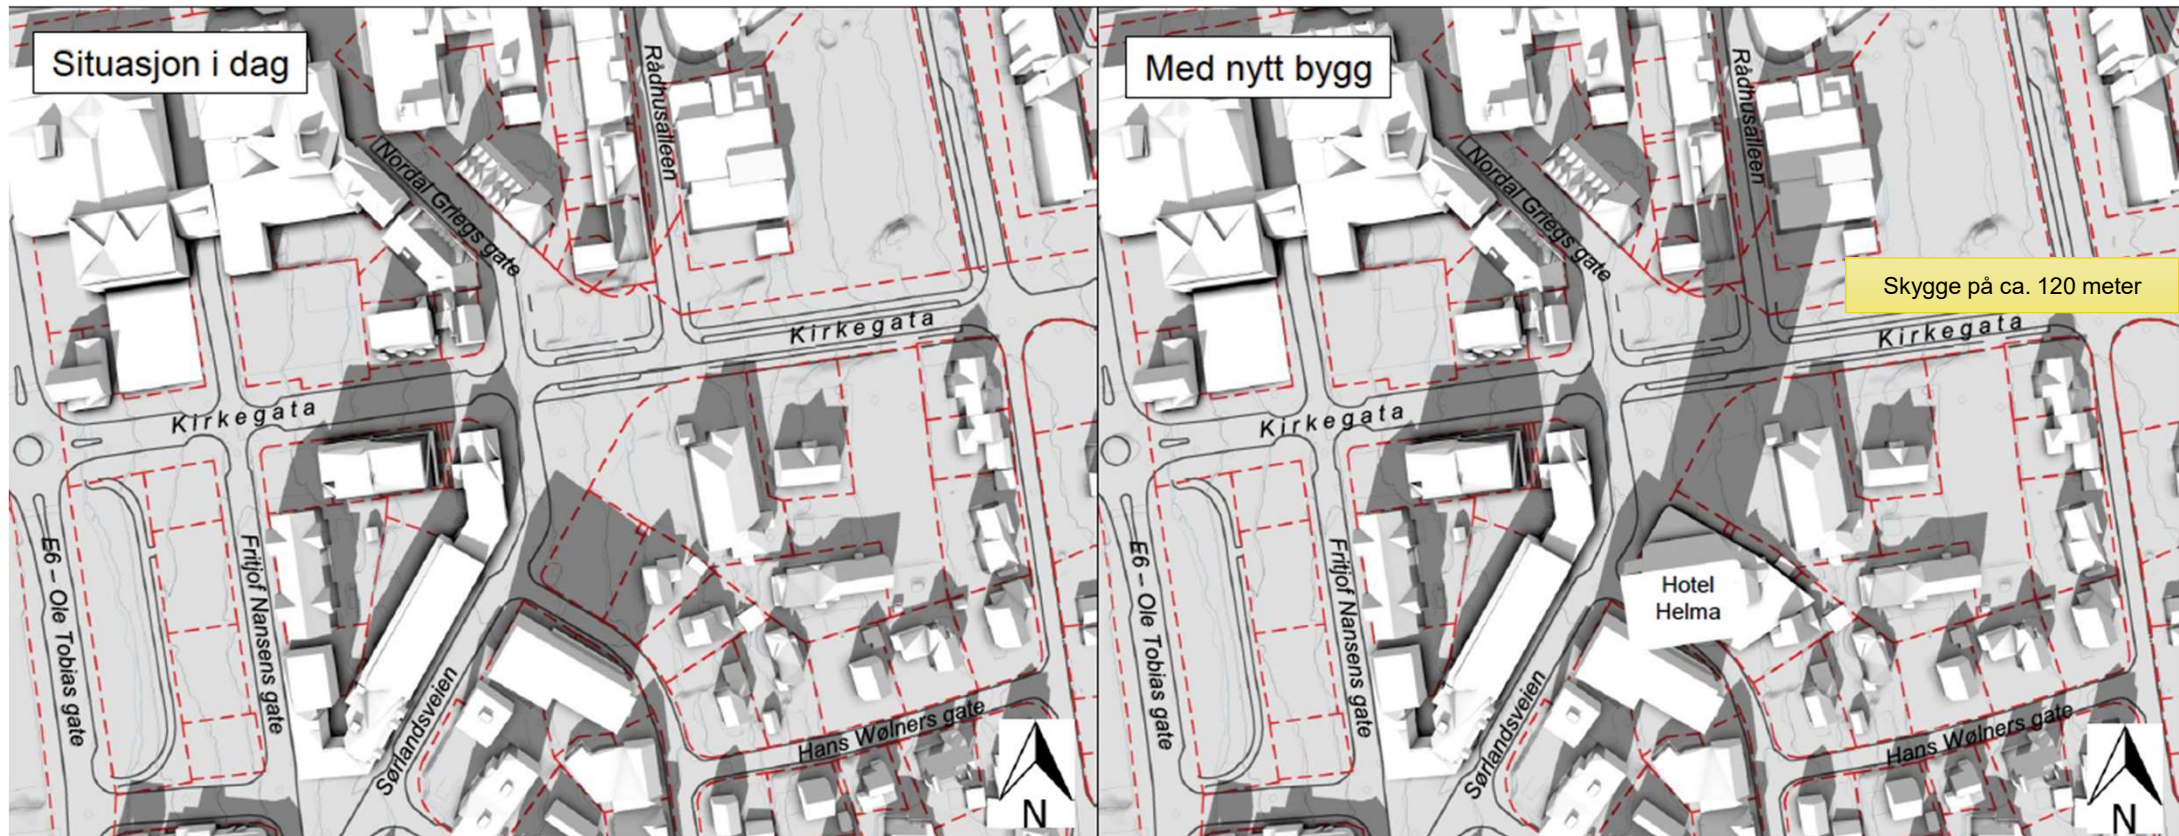 Situasjon i dag
Rådhusalleen
Nordal Griegs gate
Kirkegata
Kirkegata
E6 – Ole Tobias gate
Fritjof Nansens gate
Sørlandsveien
Hans Wølners gate
N
Med nytt bygg
Rådhusalleen
Nordal Griegs gate
Skygge på ca. 120 meter
Kirkegata
Kirkegata
E6 – Ole Tobias gate
Fritjof Nansens gate
Hotel
Helma
Sørlandsveien
Hans Wølners gate
N